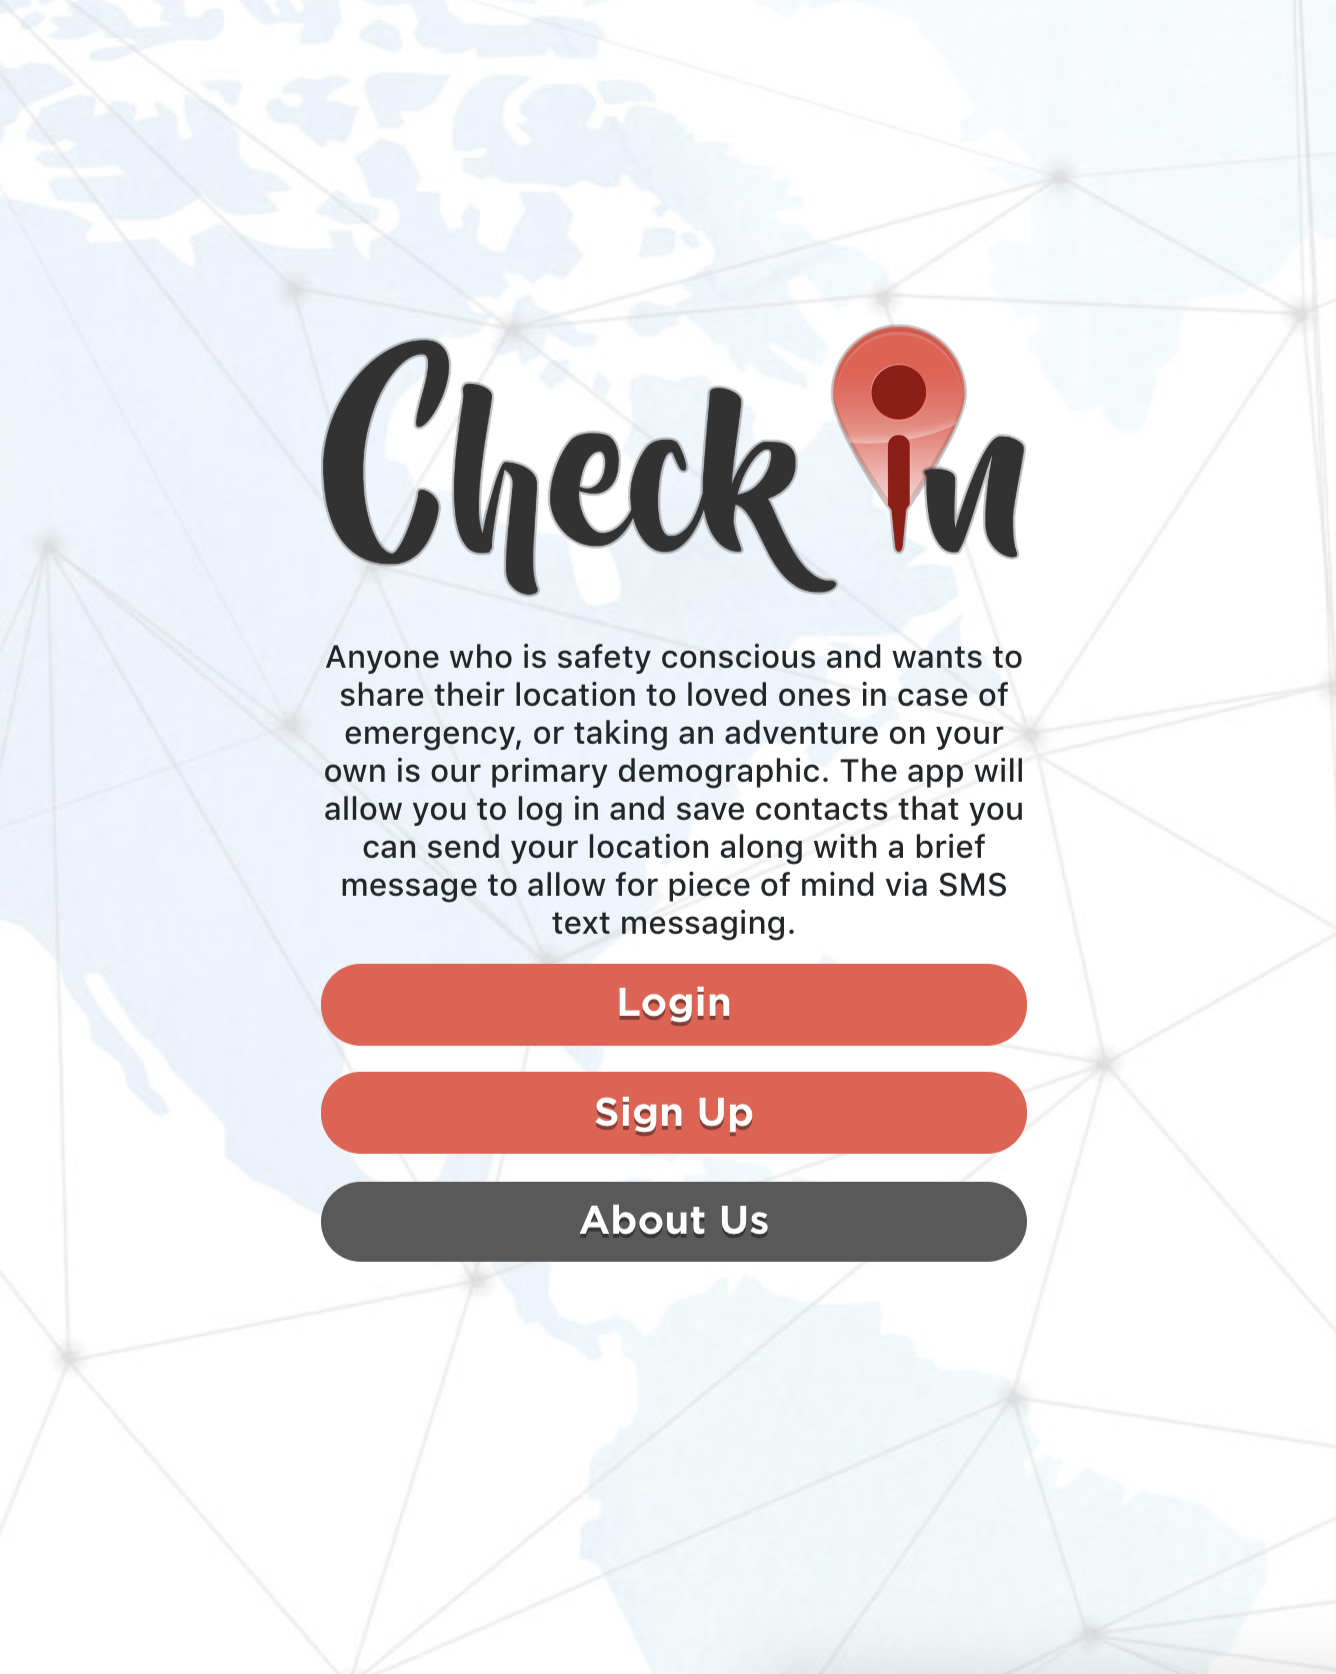 Check in
Anyone who is safety conscious and wants to
share their location to loved ones in case of
emergency, or taking an adventure on your
own is our primary demographic. The app will
allow you to log in and save contacts that you
can send your location along with a brief
message to allow for piece of mind via SMS
text messaging.
Login
Sign Up
About Us